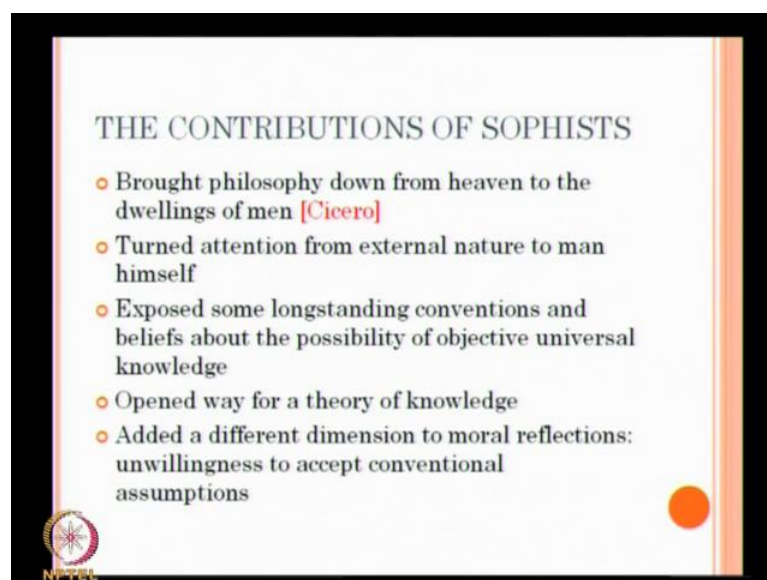 THE CONTRIBUTIONS OF SOPHISTS
Brought philosophy down from heaven to the
dwellings of men [Cicero]
Turned attention from external nature to man
himself
Exposed some longstanding conventions and
beliefs about the possibility of objective universal
knowledge
Opened way for a theory of knowledge
Added a different dimension to moral reflections:
unwillingness to accept conventional
assumptions
NPTEL